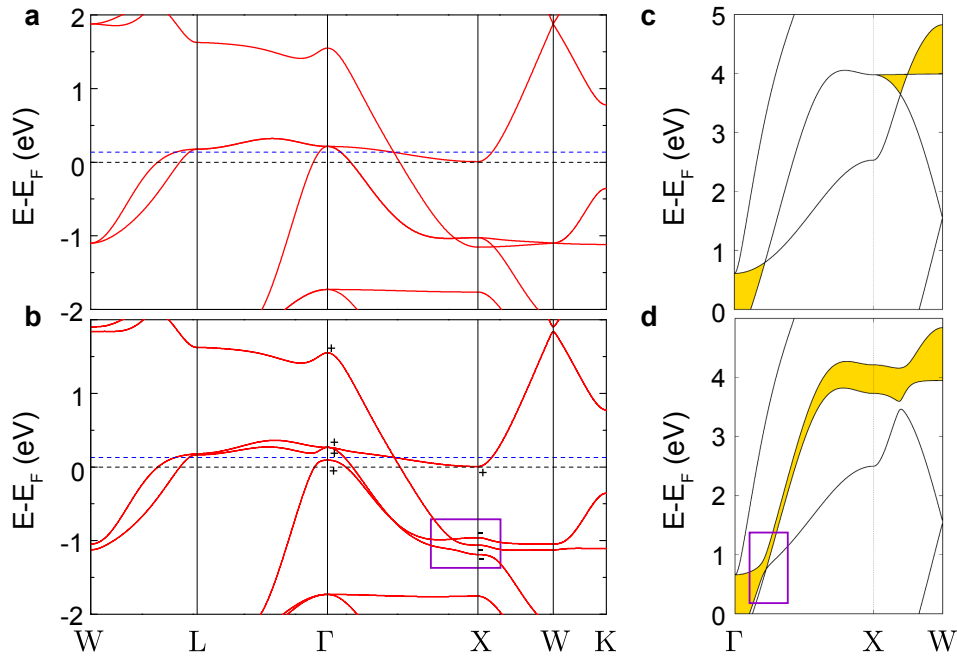 a
c
2
1
0
-1
-2
E-E_F (eV)
5
4
3
2
1
0
E-E_F (eV)
b
d
2
1
0
-1
-2
E-E_F (eV)
+
+
+
+
+
-
-
-
4
3
2
1
0
E-E_F (eV)
W L Γ X W K
Γ X W